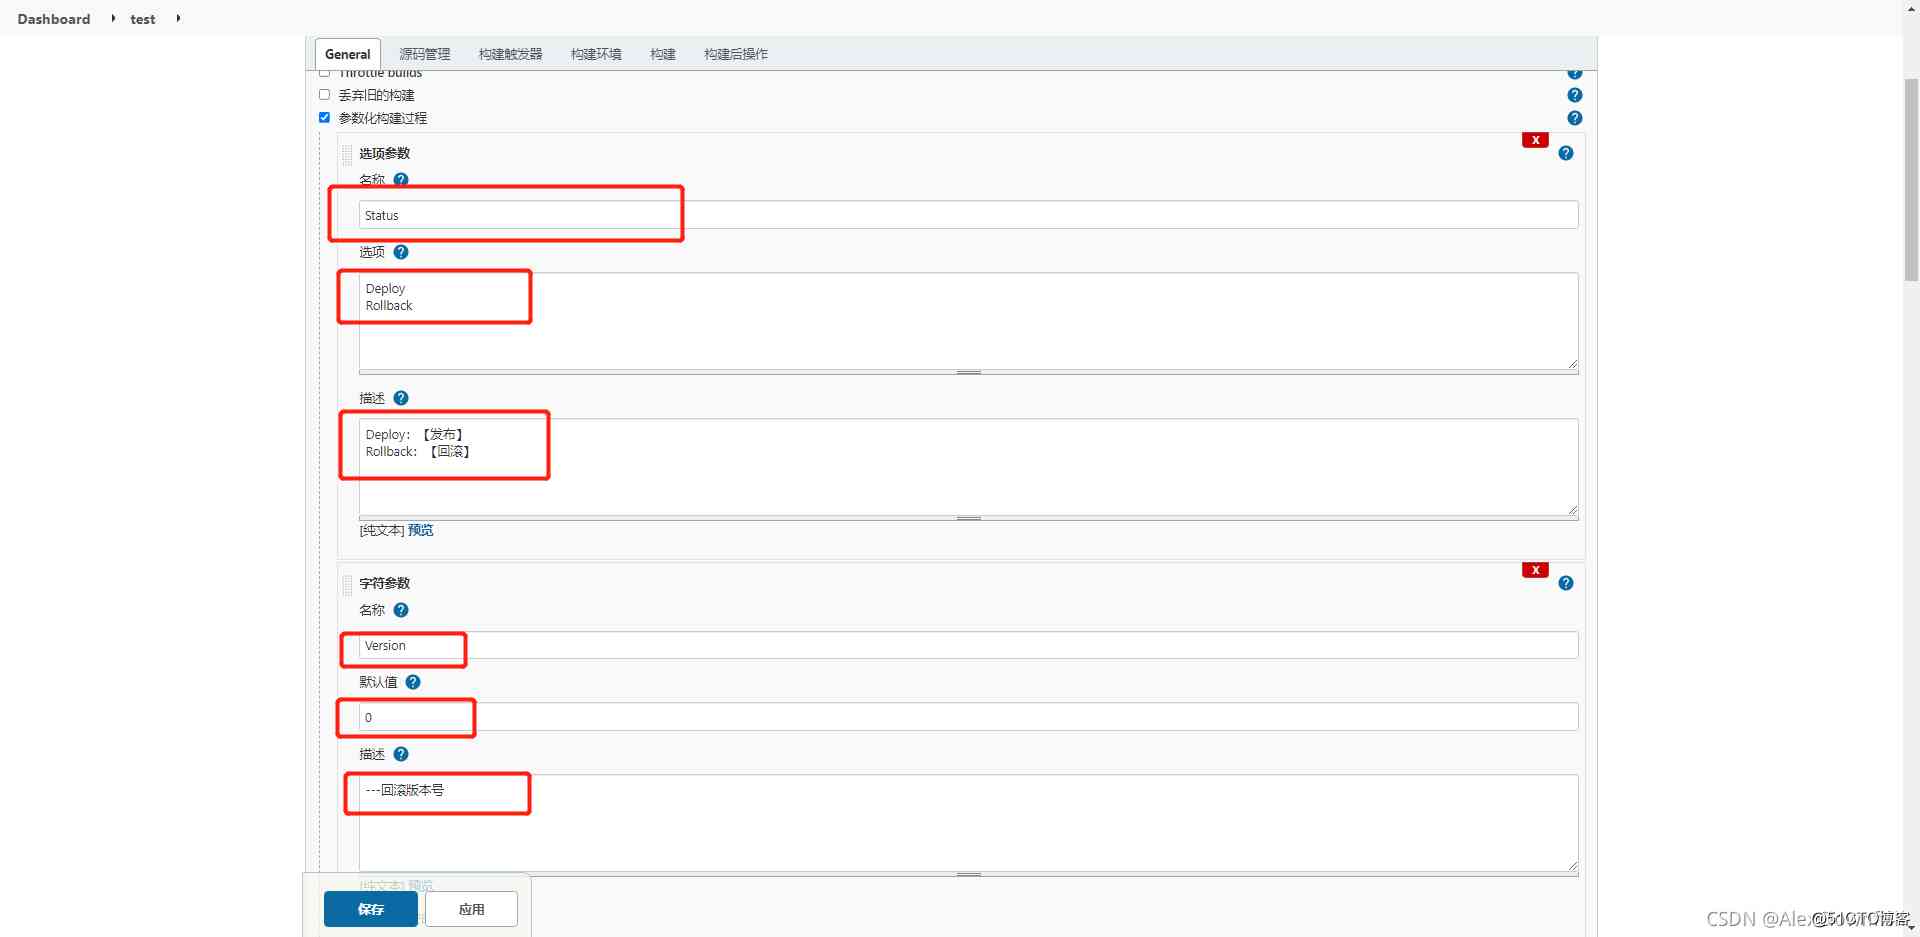 Dashboard test
General 源码管理 构建触发器 构建环境 构建 构建后操作
Throttle builds
丢弃旧的构建
参数化构建过程
X
选项参数
名称
Status
选项
Deploy
Rollback
描述
Deploy: 【发布】
Rollback: 【回滚】
[纯文本] 预览
X
字符参数
名称
Version
默认值
0
描述
---回滚版本号
[纯文本] 预览
保存 应用
CSDN @Alex
@51CTO博客